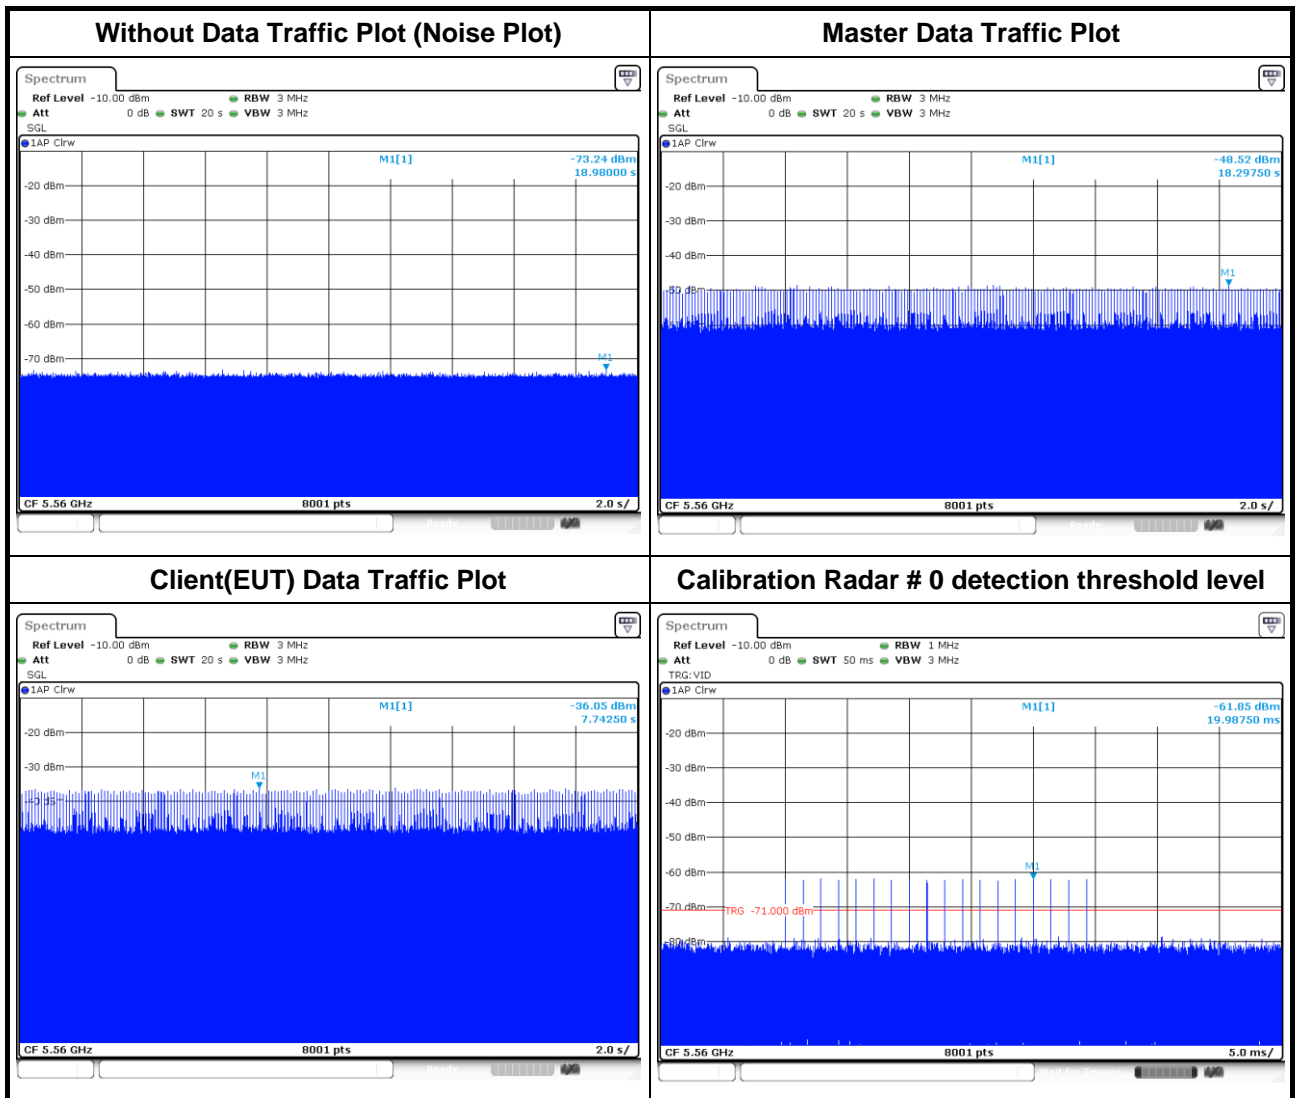 Without Data Traffic Plot (Noise Plot)
Spectrum
Ref Level -10.00 dBm RBW 3 MHz
Att 0 dB SWT 20 s VBW 3 MHz
SGL
1AP Clrw
M1[1] -73.24 dBm
18.98000 s
-20 dBm
-30 dBm
-40 dBm
-50 dBm
-60 dBm
-70 dBm
M1
CF 5.56 GHz 8001 pts 2.0 s/
Ready
Master Data Traffic Plot
Spectrum
Ref Level -10.00 dBm RBW 3 MHz
Att 0 dB SWT 20 s VBW 3 MHz
SGL
1AP Clrw
M1[1] -48.52 dBm
18.29750 s
-20 dBm
-30 dBm
-40 dBm
M1
-50 dBm
CF 5.56 GHz 8001 pts 2.0 s/
Ready
Client(EUT) Data Traffic Plot
Spectrum
Ref Level -10.00 dBm RBW 3 MHz
Att 0 dB SWT 20 s VBW 3 MHz
SGL
1AP Clrw
M1[1] -36.05 dBm
7.74250 s
-20 dBm
-30 dBm
M1
CF 5.56 GHz 8001 pts 2.0 s/
Ready
Calibration Radar # 0 detection threshold level
Spectrum
Ref Level -10.00 dBm RBW 1 MHz
Att 0 dB SWT 50 ms VBW 3 MHz
TRG:VID
1AP Clrw
M1[1] -61.85 dBm
19.98750 ms
-20 dBm
-30 dBm
-40 dBm
-50 dBm
-60 dBm
M1
-70 dBm
TRG -71.000 dBm
-80 dBm
CF 5.56 GHz 8001 pts 5.0 ms/
Wait for Trigger